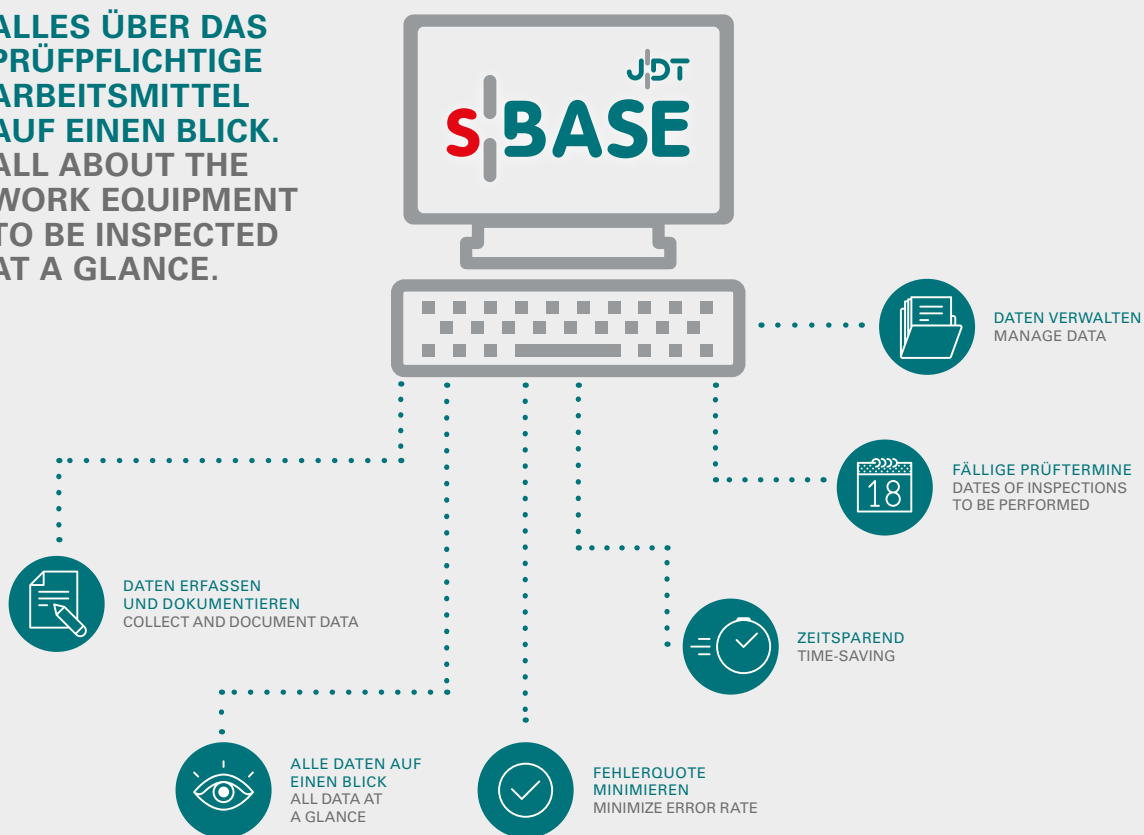 ALLES ÜBER DAS
PRÜFPFLICHTIGE
ARBEITSMITTEL
AUF EINEN BLICK.
ALL ABOUT THE
WORK EQUIPMENT
TO BE INSPECTED
AT A GLANCE.
JDT
s BASE
DATEN VERWALTEN
MANAGE DATA
18
FÄLLIGE PRÜFTERMINE
DATES OF INSPECTIONS
TO BE PERFORMED
DATEN ERFASSEN
UND DOKUMENTIEREN
COLLECT AND DOCUMENT DATA
ZEITSPAREND
TIME-SAVING
ALLE DATEN AUF
EINEN BLICK
ALL DATA AT
A GLANCE
FEHLERQUOTE
MINIMIEREN
MINIMIZE ERROR RATE